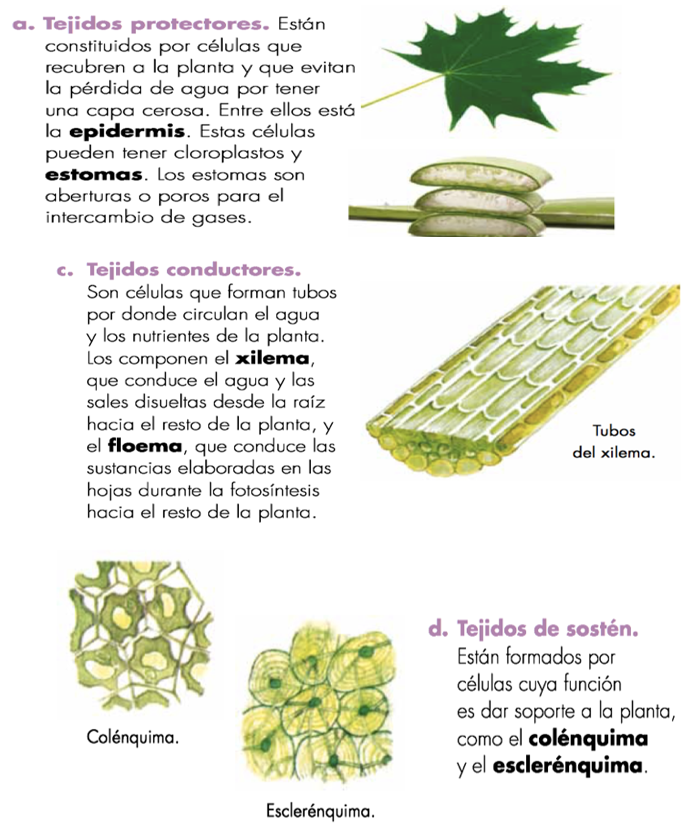 a. Tejidos protectores. Están
constituidos por células que
recubren a la planta y que evitan
la pérdida de agua por tener
una capa cerosa. Entre ellos está
la epidermis. Estas células
pueden tener cloroplastos y
estomas. Los estomas son
aberturas o poros para el
intercambio de gases.
c. Tejidos conductores.
Son células que forman tubos
por donde circulan el agua
y los nutrientes de la planta.
Los componen el xilema,
que conduce el agua y las
sales disueltas desde la raíz
hacia el resto de la planta, y
el floema, que conduce las
sustancias elaboradas en las
hojas durante la fotosíntesis
hacia el resto de la planta.
Tubos
del xilema.
Colénquima.
Esclerénquima.
d. Tejidos de sostén.
Están formados por
células cuya función
es dar soporte a la planta,
como el colénquima
y el esclerénquima.